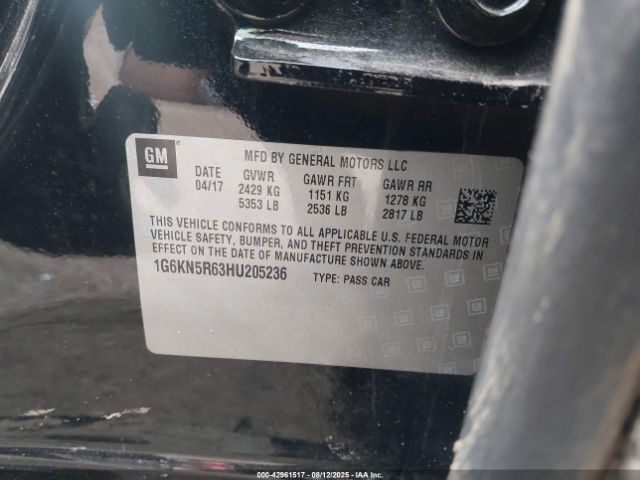 GM
MFD BY GENERAL MOTORS LLC
DATE GVWR GAWR FRT GAWR RR
04/17 2429 KG 1151 KG 1278 KG
5353 LB 2536 LB 2817 LB
THIS VEHICLE CONFORMS TO ALL APPLICABLE U.S. FEDERAL MOTOR
VEHICLE SAFETY, BUMPER, AND THEFT PREVENTION STANDARDS IN
EFFECT ON THE DATE OF MANUFACTURE SHOWN ABOVE.
1G6KN5R63HU205236 TYPE: PASS CAR
000-42961517 - 08/12/2025 - IAAI.COM